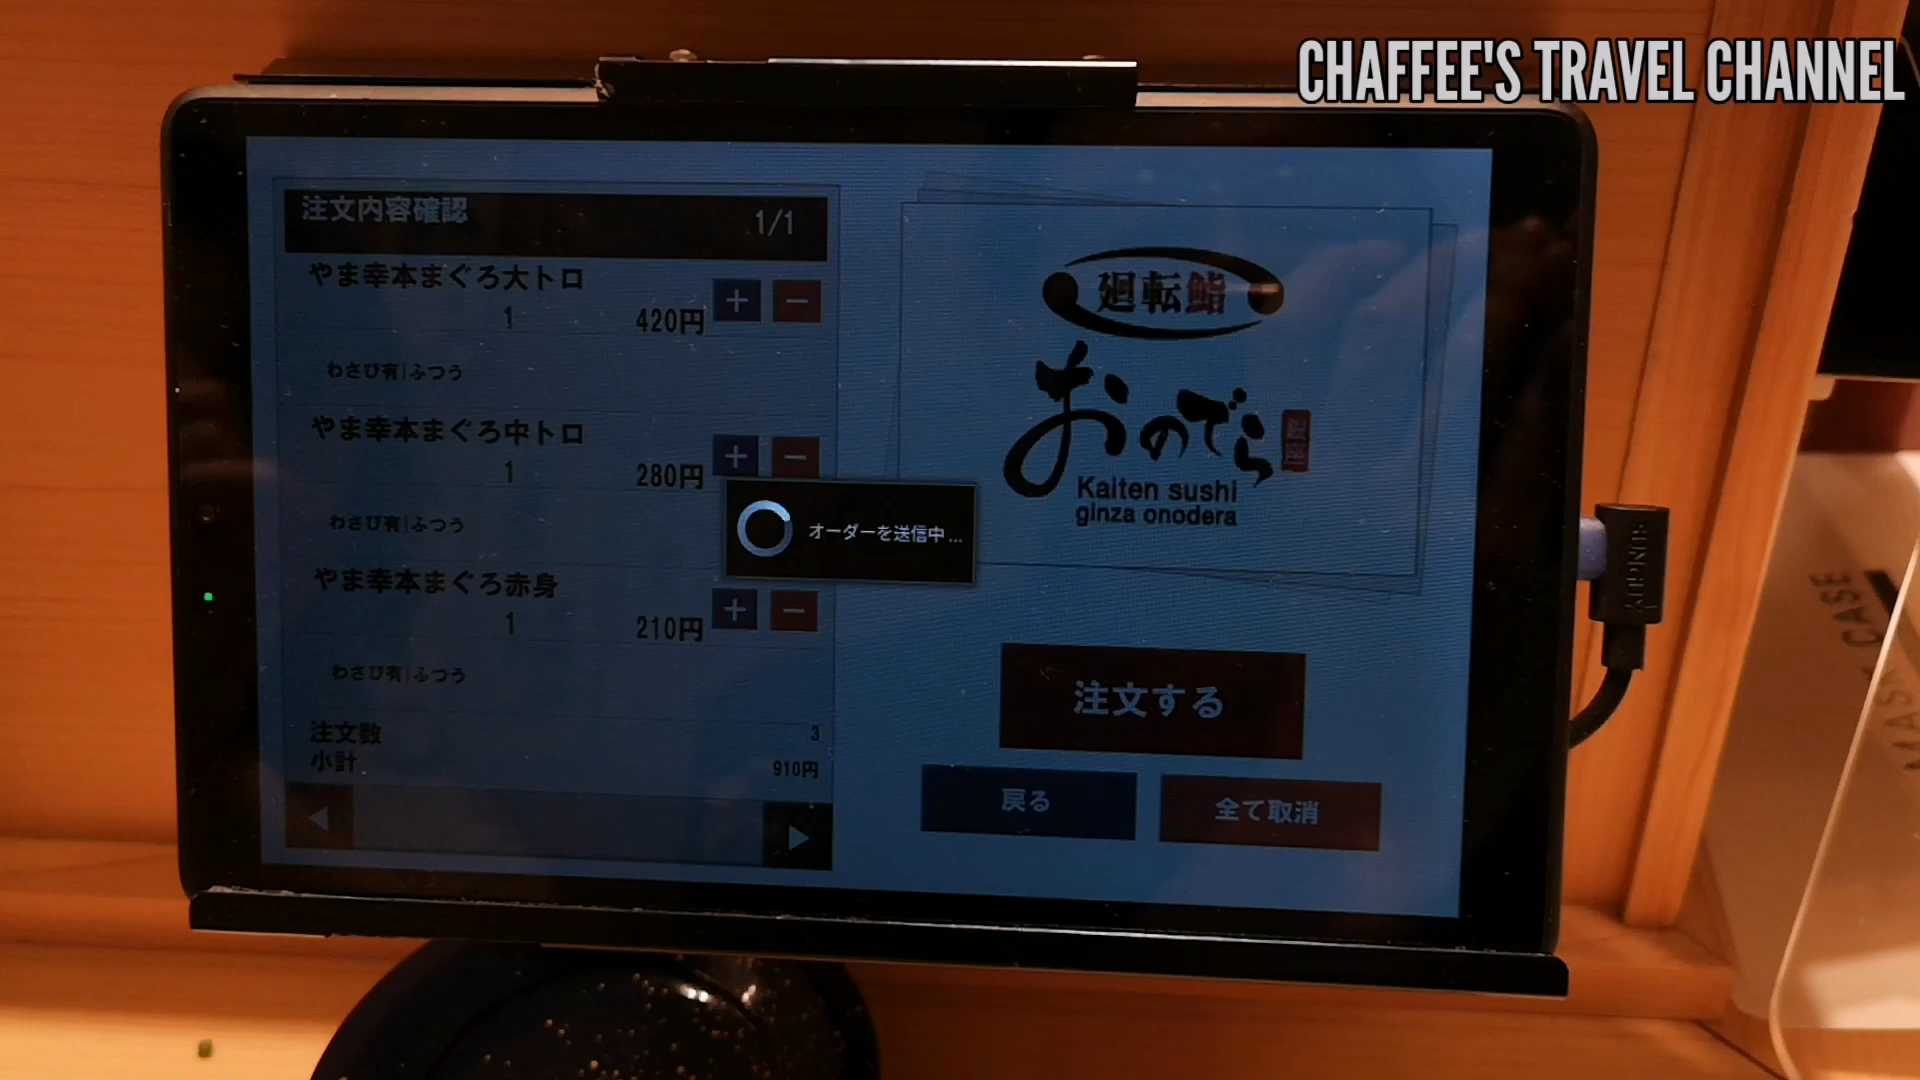 CHAFFEE'S TRAVEL CHANNEL
注文内容確認 1/1
やま幸本まぐろ大トロ
1 420円 + −
わさび有|ふつう
やま幸本まぐろ中トロ
1 280円 + −
わさび有|ふつう
やま幸本まぐろ赤身
1 210円 + −
わさび有|ふつう
注文数 3
小計 910円
オーダーを送信中...
廻転鮨
おのでら
Kaiten sushi
ginza onodera
注文する
戻る
全て取消
MASK CASE